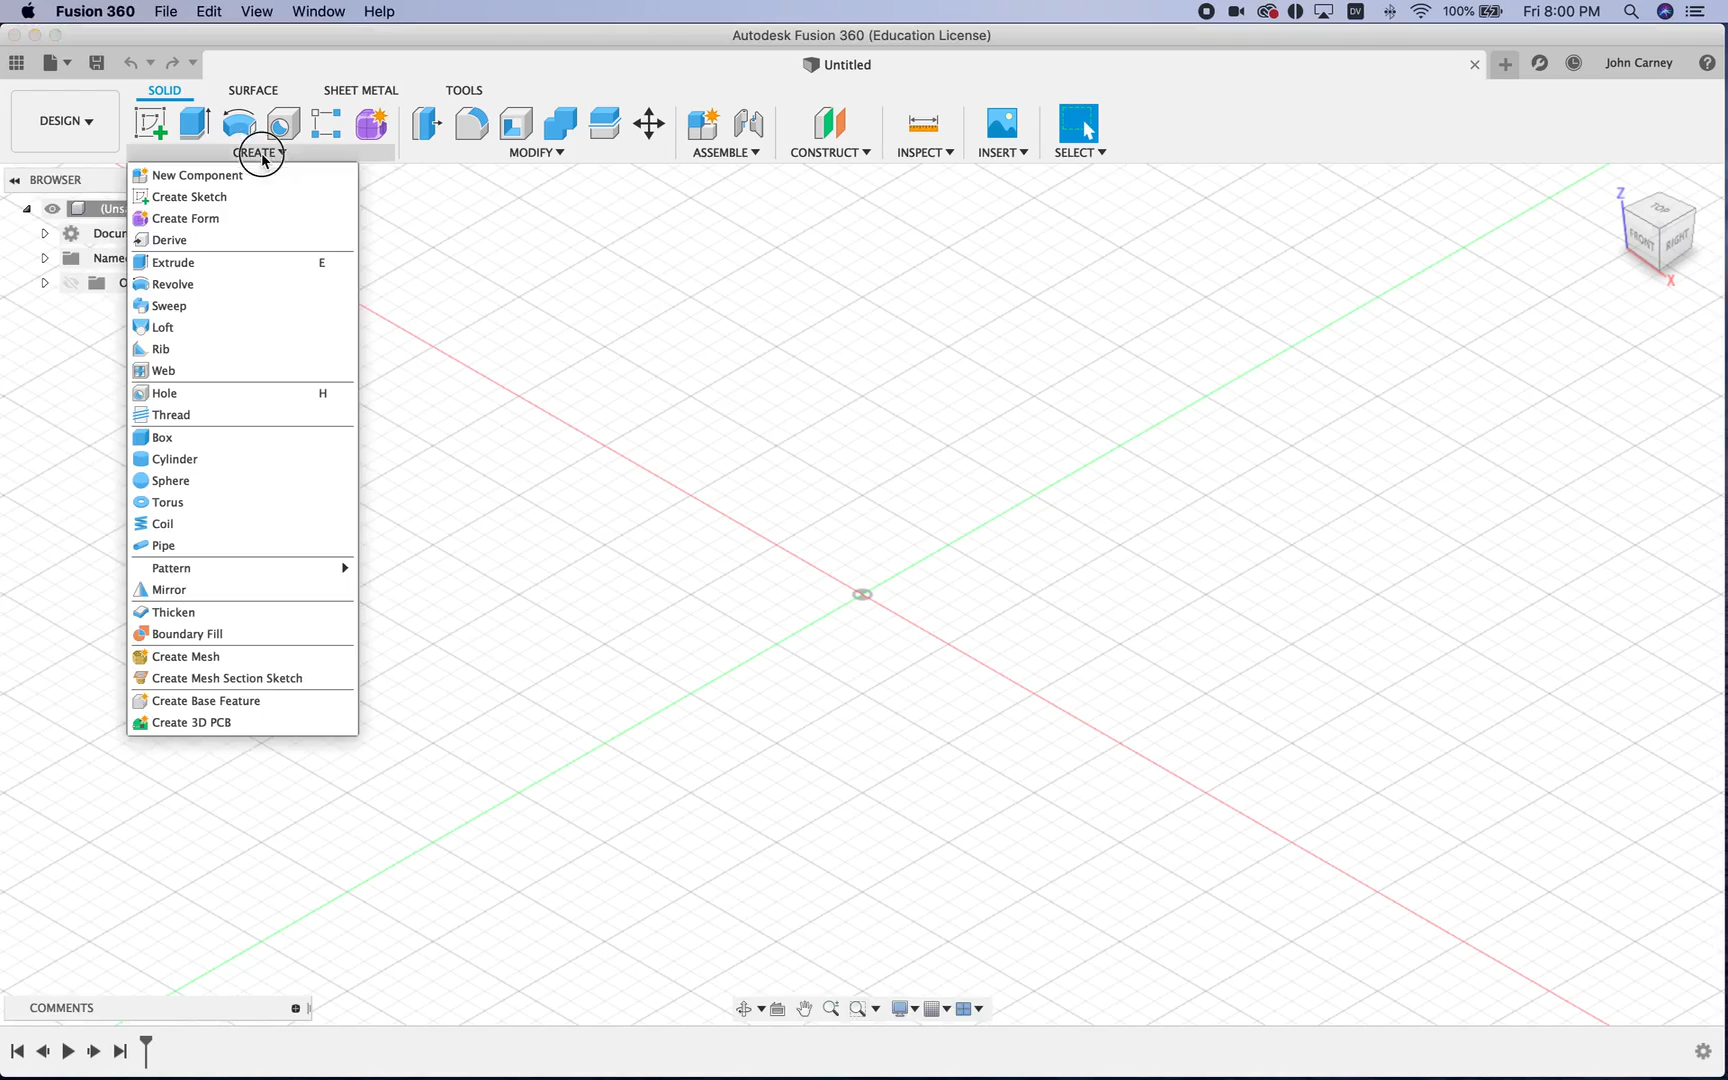 Fusion 360 File Edit View Window Help
DV 100% Fri 8:00 PM
Autodesk Fusion 360 (Education License)
Untitled
John Carney
SOLID SURFACE SHEET METAL TOOLS
DESIGN
CREATE MODIFY ASSEMBLE CONSTRUCT INSPECT INSERT SELECT
BROWSER
(Uns
Docun
Name
New Component
Create Sketch
Create Form
Derive
Extrude E
Revolve
Sweep
Loft
Rib
Web
Hole H
Thread
Box
Cylinder
Sphere
Torus
Coil
Pipe
Pattern
Mirror
Thicken
Boundary Fill
Create Mesh
Create Mesh Section Sketch
Create Base Feature
Create 3D PCB
Z
TOP
FRONT RIGHT
X
COMMENTS